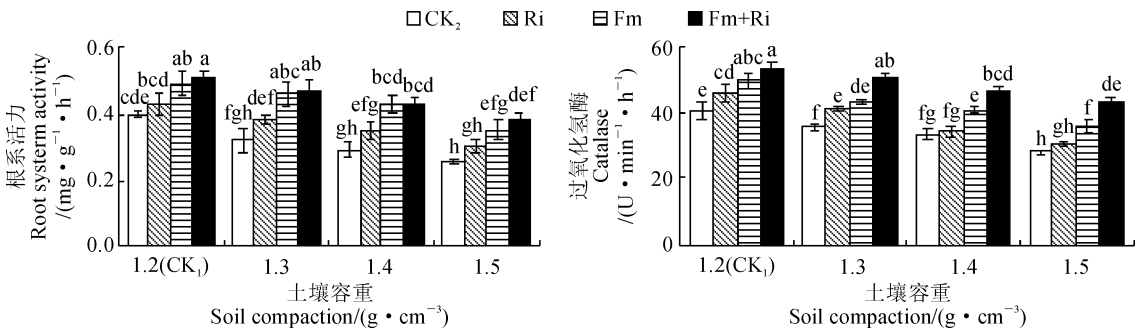 CK₂ Ri Fm Fm+Ri
根系活力
Root systerm activity
/(mg·g⁻¹·h⁻¹)
0.6
0.4
0.2
0.0
cde bcd ab a
fgh def abc ab
gh efg bcd bcd
h gh efg def
1.2(CK₁) 1.3 1.4 1.5
土壤容重
Soil compaction/(g·cm⁻³)
过氧化氢酶
Catalase
/(U·min⁻¹·h⁻¹)
60
40
20
0
e cd abc a
f e de ab
fg fg e bcd
h gh f de
1.2(CK₁) 1.3 1.4 1.5
土壤容重
Soil compaction/(g·cm⁻³)